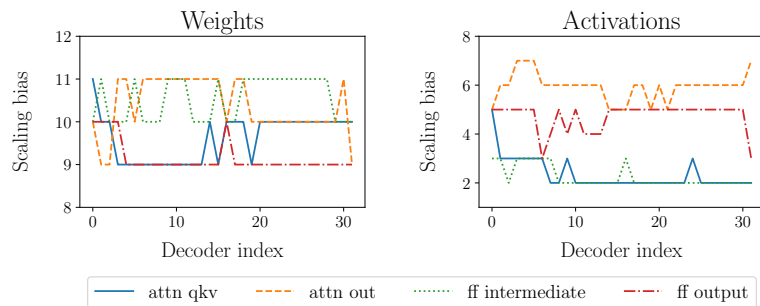 Weights
Scaling bias
12
11
10
9
8
0
10
20
30
Decoder index
Activations
Scaling bias
8
6
4
2
0
10
20
30
Decoder index
attn qkv
attn out
ff intermediate
ff output